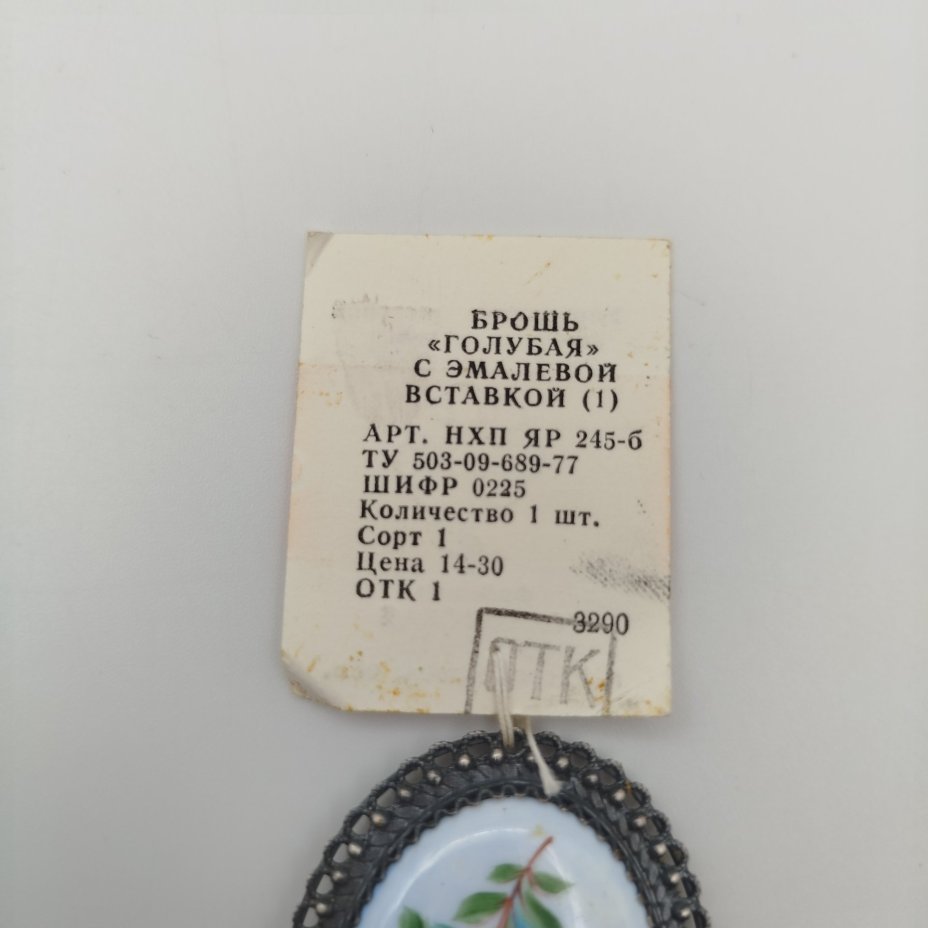 БРОШЬ
«ГОЛУБАЯ»
С ЭМАЛЕВОЙ
ВСТАВКОЙ (1)
АРТ. НХП ЯР 245-б
ТУ 503-09-689-77
ШИФР 0225
Количество 1 шт.
Сорт 1
Цена 14-30
ОТК 1
3290
ОТК